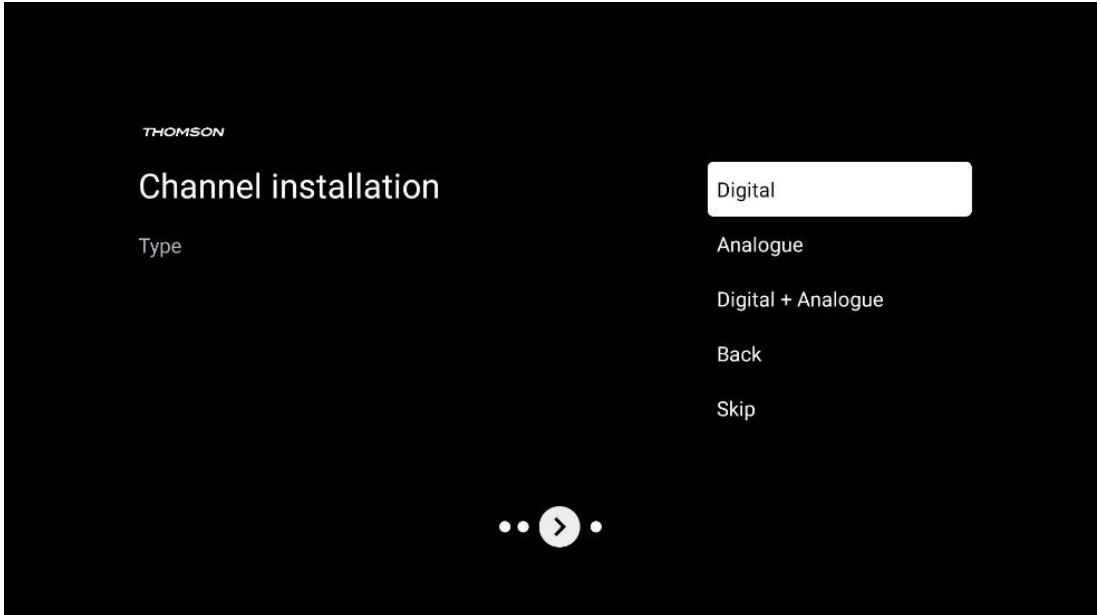 THOMSON
Channel installation
Type
Digital
Analogue
Digital + Analogue
Back
Skip